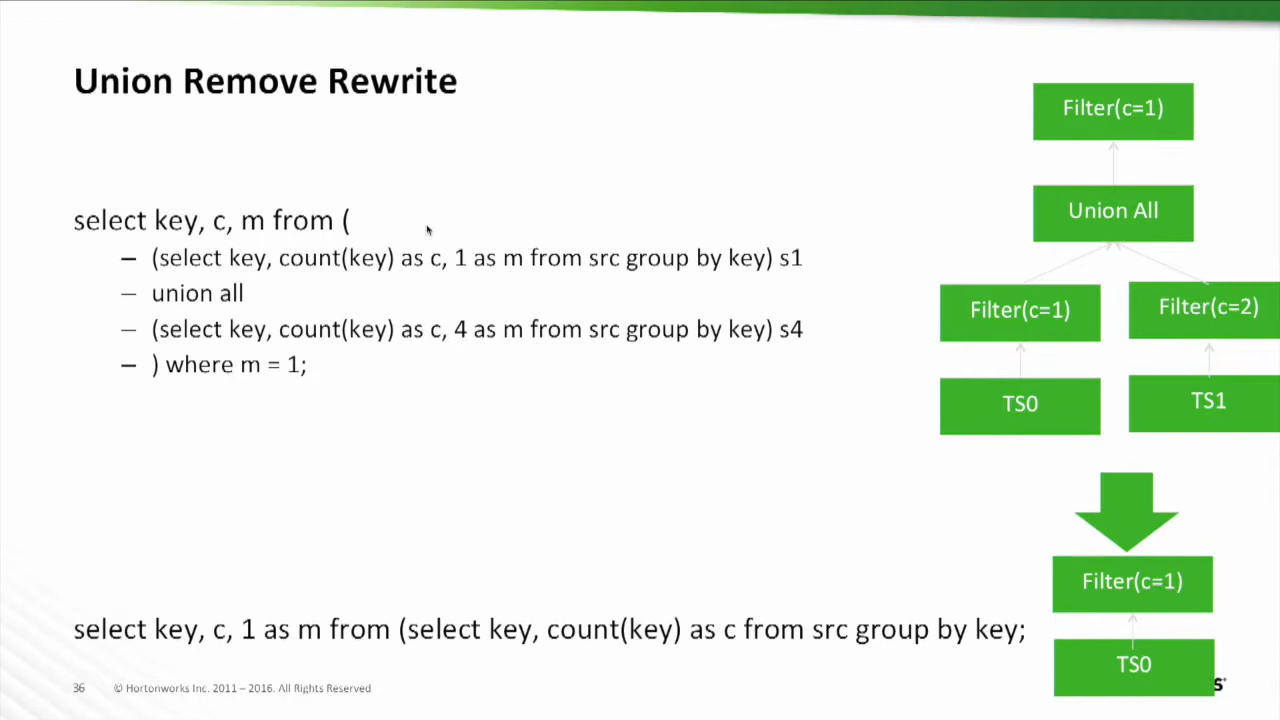 Union Remove Rewrite
select key, c, m from (
– (select key, count(key) as c, 1 as m from src group by key) s1
– union all
– (select key, count(key) as c, 4 as m from src group by key) s4
– ) where m = 1;
Filter(c=1)
Union All
Filter(c=1)
Filter(c=2)
TS0
TS1
Filter(c=1)
TS0
select key, c, 1 as m from (select key, count(key) as c from src group by key;
36 © Hortonworks Inc. 2011 – 2016. All Rights Reserved